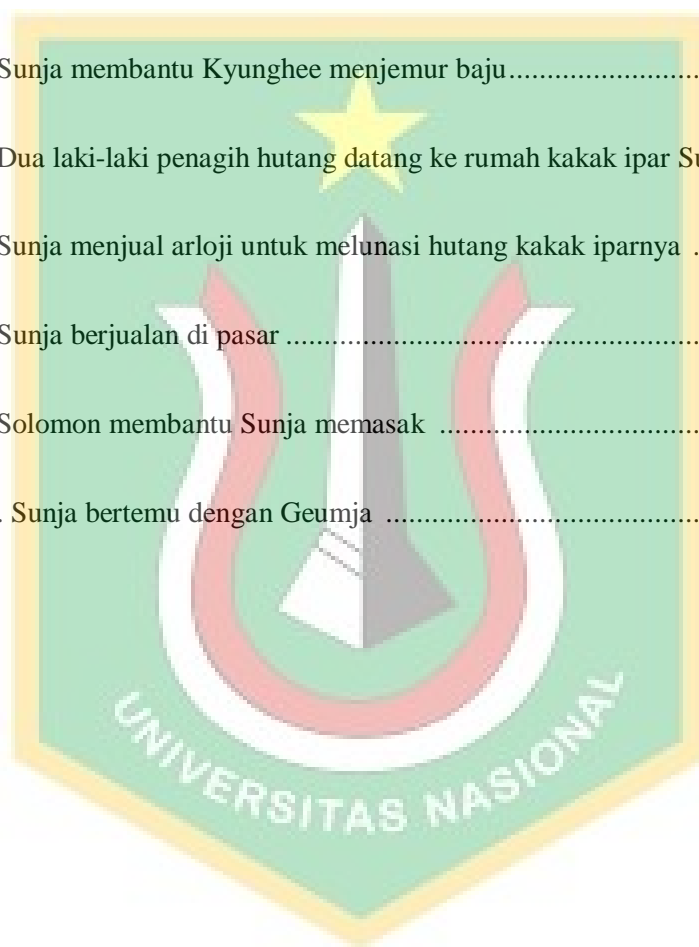 Sunja membantu Kyunghee menjemur baju........................
Dua laki-laki penagih hutang datang ke rumah kakak ipar
Sunja menjual arloji untuk melunasi hutang kakak iparnya .
Sunja berjualan di pasar ....................................................
Solomon membantu Sunja memasak .................................
. Sunja bertemu dengan Geumja ........................................
UNIVERSITAS NASIONAL